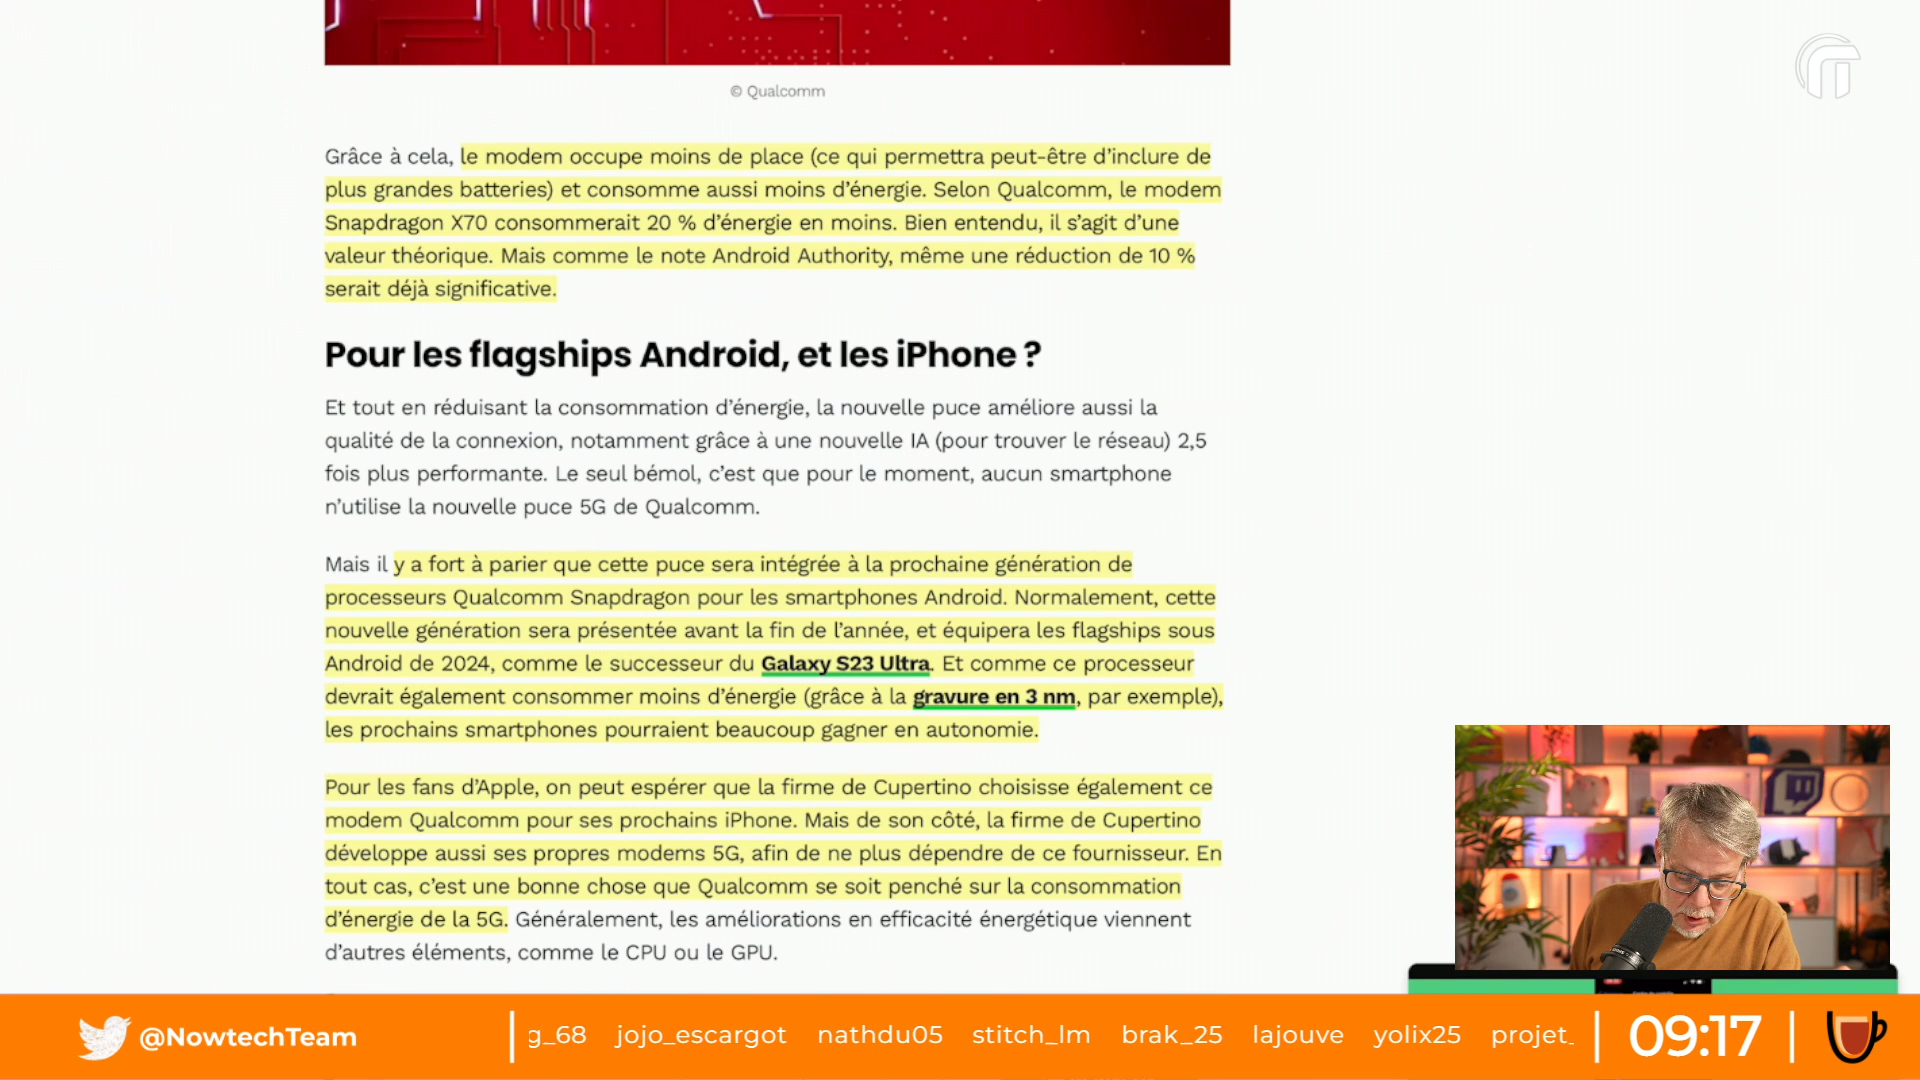 © Qualcomm
Grâce à cela, le modem occupe moins de place (ce qui permettra peut-être d’inclure de
plus grandes batteries) et consomme aussi moins d’énergie. Selon Qualcomm, le modem
Snapdragon X70 consommerait 20 % d’énergie en moins. Bien entendu, il s’agit d’une
valeur théorique. Mais comme le note Android Authority, même une réduction de 10 %
serait déjà significative.
Pour les flagships Android, et les iPhone ?
Et tout en réduisant la consommation d’énergie, la nouvelle puce améliore aussi la
qualité de la connexion, notamment grâce à une nouvelle IA (pour trouver le réseau) 2,5
fois plus performante. Le seul bémol, c’est que pour le moment, aucun smartphone
n’utilise la nouvelle puce 5G de Qualcomm.
Mais il y a fort à parier que cette puce sera intégrée à la prochaine génération de
processeurs Qualcomm Snapdragon pour les smartphones Android. Normalement, cette
nouvelle génération sera présentée avant la fin de l’année, et équipera les flagships sous
Android de 2024, comme le successeur du Galaxy S23 Ultra. Et comme ce processeur
devrait également consommer moins d’énergie (grâce à la gravure en 3 nm, par exemple),
les prochains smartphones pourraient beaucoup gagner en autonomie.
Pour les fans d’Apple, on peut espérer que la firme de Cupertino choisisse également ce
modem Qualcomm pour ses prochains iPhone. Mais de son côté, la firme de Cupertino
développe aussi ses propres modems 5G, afin de ne plus dépendre de ce fournisseur. En
tout cas, c’est une bonne chose que Qualcomm se soit penché sur la consommation
d’énergie de la 5G. Généralement, les améliorations en efficacité énergétique viennent
d’autres éléments, comme le CPU ou le GPU.
@NowtechTeam
g_68 jojo_escargot nathdu05 stitch_lm brak_25 lajouve yolix25 projet_
09:17